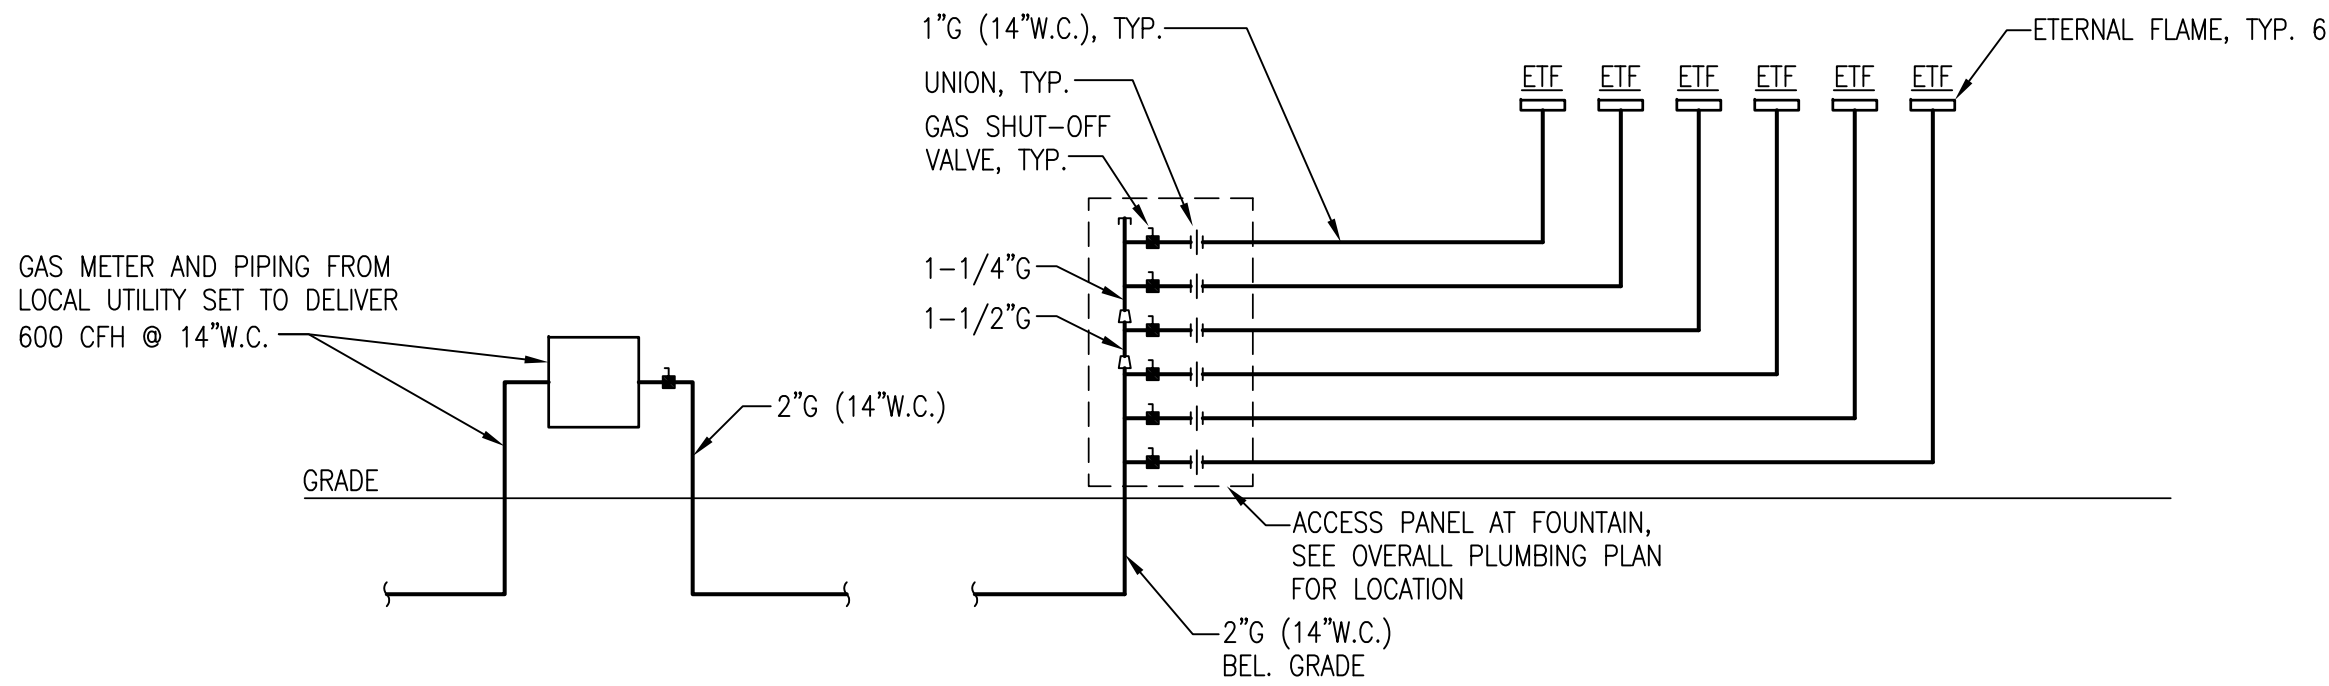 1”G (14”W.C.), TYP.
ETERNAL FLAME, TYP. 6
UNION, TYP.
ETF ETF ETF ETF ETF ETF
GAS SHUT-OFF
VALVE, TYP.
GAS METER AND PIPING FROM
LOCAL UTILITY SET TO DELIVER
600 CFH @ 14”W.C.
1-1/4”G
1-1/2”G
2”G (14”W.C.)
GRADE
ACCESS PANEL AT FOUNTAIN,
SEE OVERALL PLUMBING PLAN
FOR LOCATION
2”G (14”W.C.)
BEL. GRADE